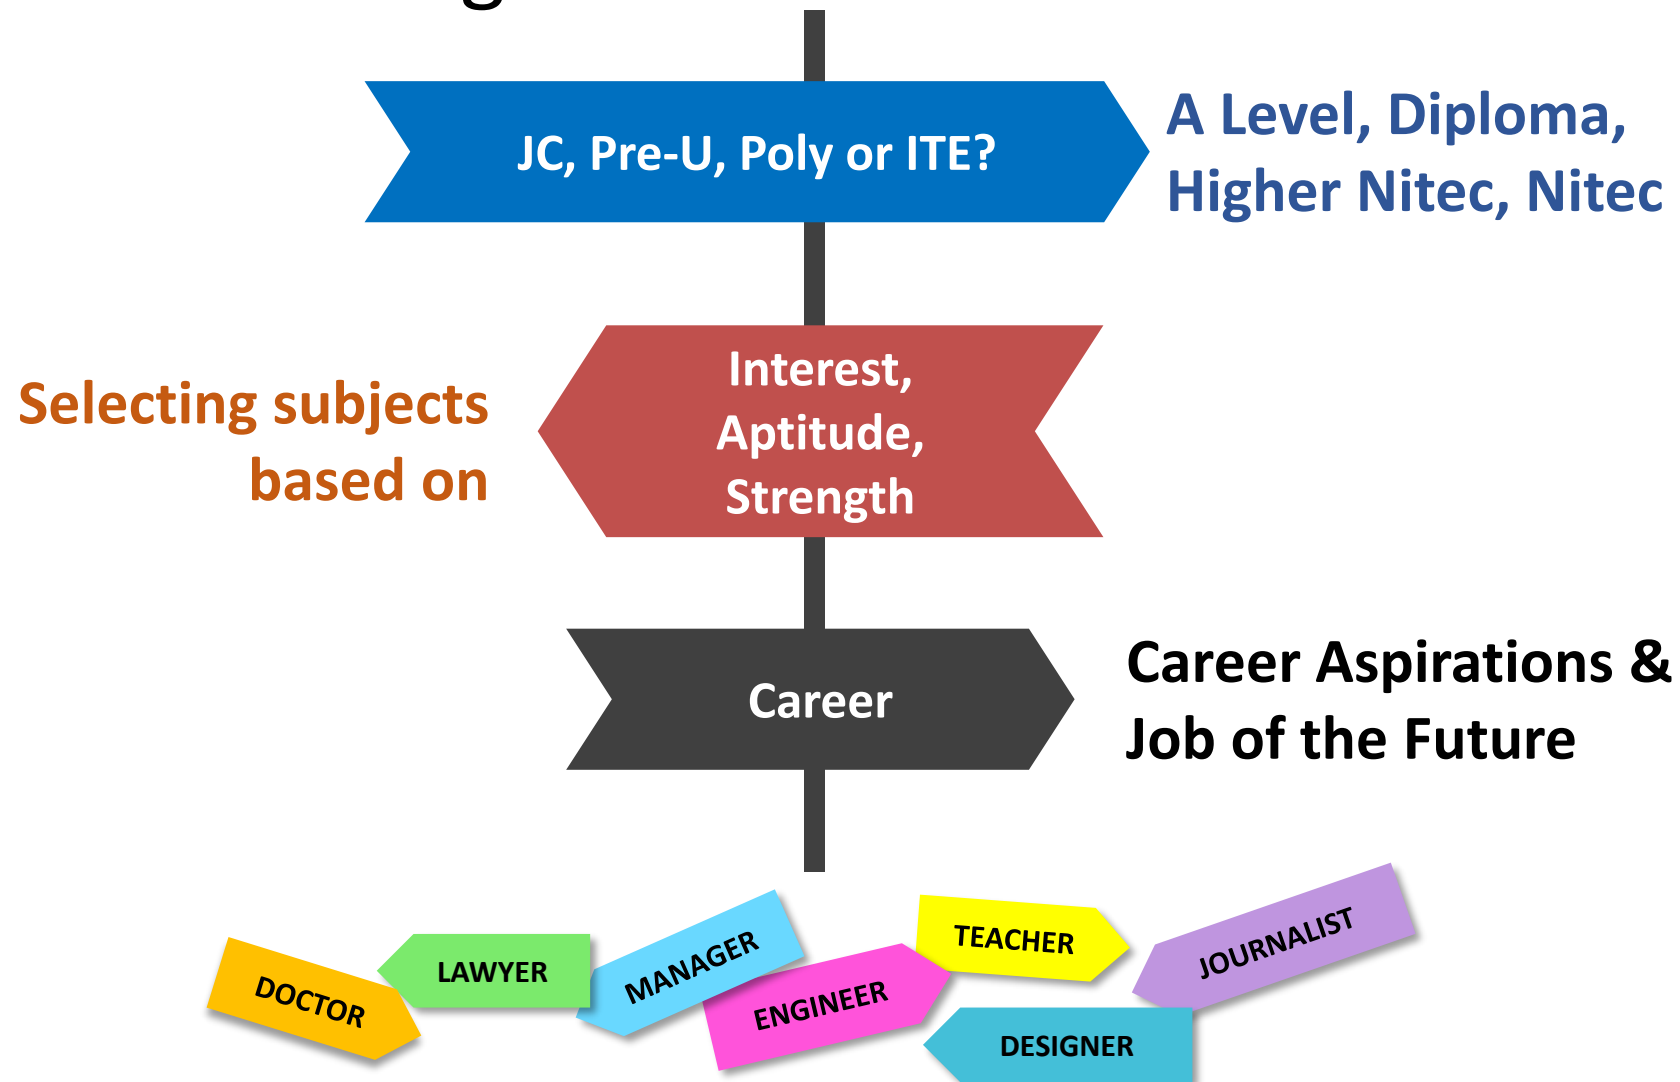 JC, Pre-U, Poly or ITE?
A Level, Diploma,
Higher Nitec, Nitec
Selecting subjects
based on
Interest,
Aptitude,
Strength
Career
Career Aspirations &
Job of the Future
DOCTOR
LAWYER
MANAGER
ENGINEER
TEACHER
DESIGNER
JOURNALIST